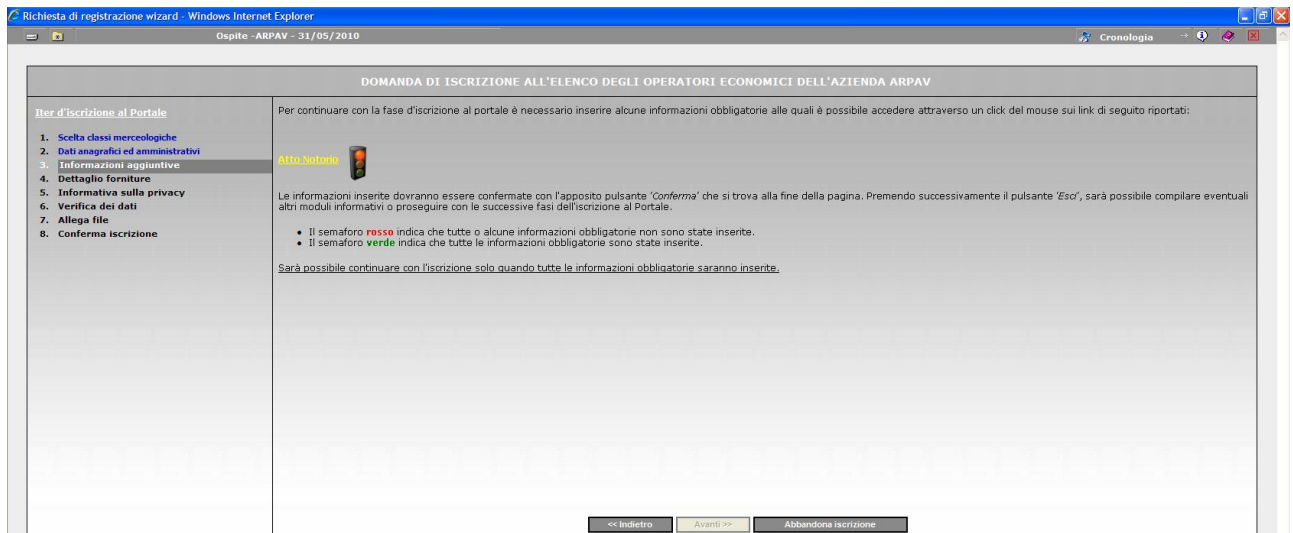 Richiesta di registrazione wizard - Windows Internet Explorer
Ospite -ARPAV - 31/05/2010
Cronologia
DOMANDA DI ISCRIZIONE ALL'ELENCO DEGLI OPERATORI ECONOMICI DELL'AZIENDA ARPAV
Iter d'iscrizione al Portale
1. Scelta classi merceologiche
2. Dati anagrafici ed amministrativi
3. Informazioni aggiuntive
4. Dettaglio forniture
5. Informativa sulla privacy
6. Verifica dei dati
7. Allega file
8. Conferma iscrizione
Per continuare con la fase d'iscrizione al portale è necessario inserire alcune informazioni obbligatorie alle quali è possibile accedere attraverso un click del mouse sui link di seguito riportati:
Atto Notorio
Le informazioni inserite dovranno essere confermate con l'apposito pulsante 'Conferma' che si trova alla fine della pagina. Premendo successivamente il pulsante 'Esci', sarà possibile compilare eventuali
altri moduli informativi o proseguire con le successive fasi dell'iscrizione al Portale.
• Il semaforo rosso indica che tutte o alcune informazioni obbligatorie non sono state inserite.
• Il semaforo verde indica che tutte le informazioni obbligatorie sono state inserite.
Sarà possibile continuare con l'iscrizione solo quando tutte le informazioni obbligatorie saranno inserite.
<< Indietro
Avanti >>
Abbandona iscrizione